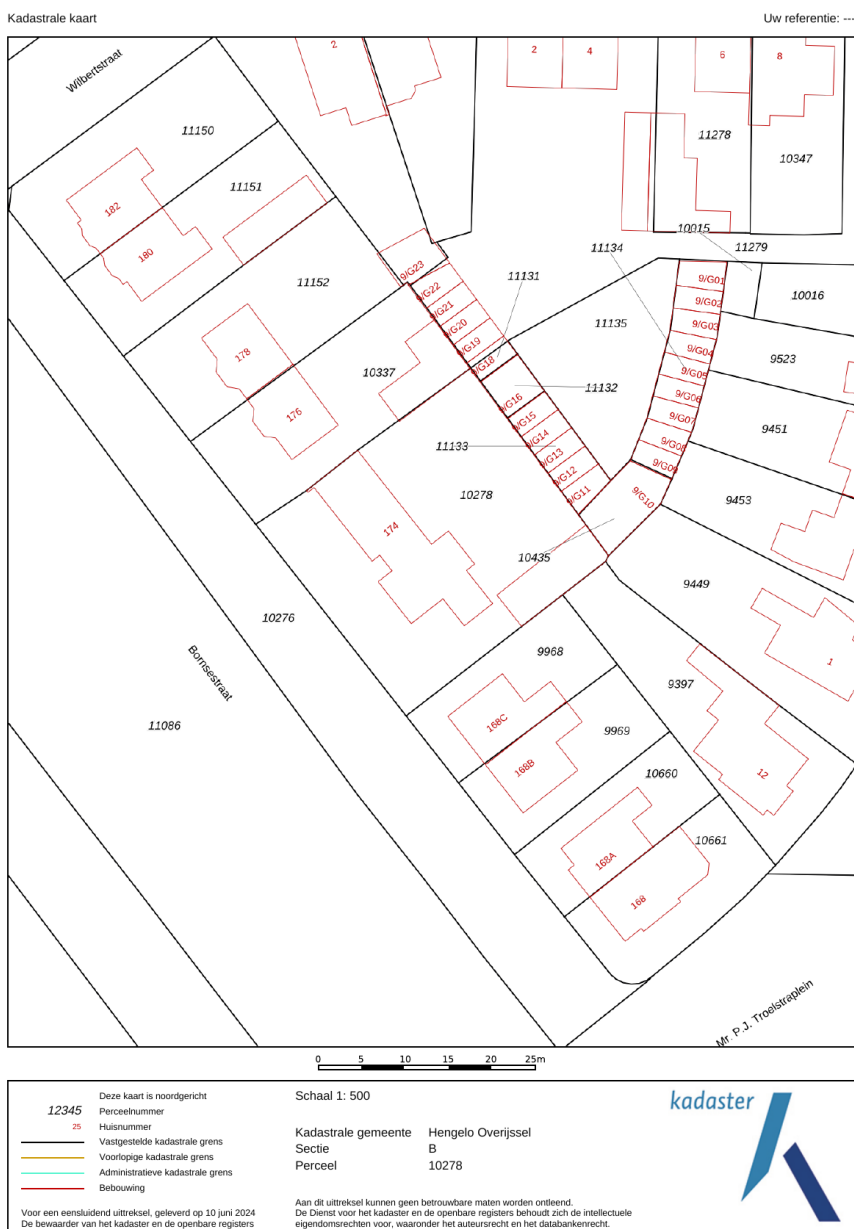 Kadastrale kaart
Uw referentie: ---
Wilbertstraat
2
2
4
6
8
11150
11278
10347
11151
182
180
10015
11134
11279
9/G23
11131
9/G01
11152
9/G22
9/G02
10016
9/G21
11135
9/G03
9/G20
178
9/G19
9/G04
9523
9/G18
9/G05
10337
11132
9/G06
176
9/G16
9/G07
9451
9/G15
11133
9/G14
9/G08
9/G13
9/G09
9/G12
10278
9/G11
9/G10
9453
174
10435
9449
10276
Bornsestraat
9968
1
9397
11086
168C
9969
168B
10660
12
10661
168A
168
Mr. P.J. Troelstraplein
0 5 10 15 20 25m
Deze kaart is noordgericht
12345 Perceelnummer
25 Huisnummer
Vastgestelde kadastrale grens
Voorlopige kadastrale grens
Administratieve kadastrale grens
Bebouwing
Voor een eensluidend uittreksel, geleverd op 10 juni 2024
De bewaarder van het kadaster en de openbare registers
Schaal 1: 500
Kadastrale gemeente Hengelo Overijssel
Sectie B
Perceel 10278
Aan dit uittreksel kunnen geen betrouwbare maten worden ontleend.
De Dienst voor het kadaster en de openbare registers behoudt zich de intellectuele
eigendomsrechten voor, waaronder het auteursrecht en het databankenrecht.
kadaster